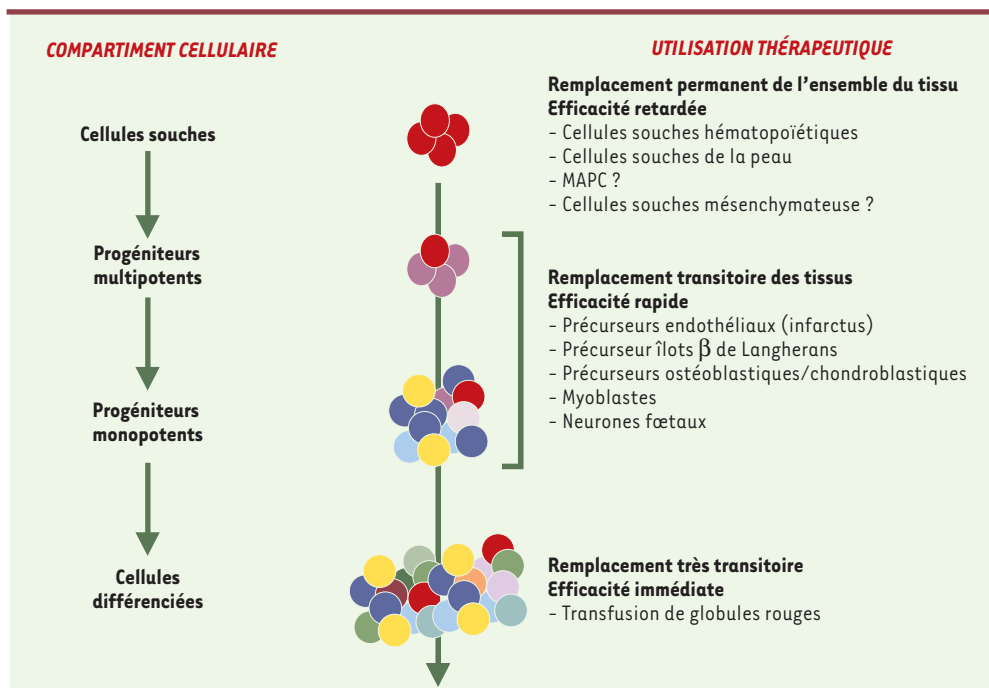 COMPARTIMENT CELLULAIRE
UTILISATION THÉRAPEUTIQUE
Cellules souches
Remplacement permanent de l'ensemble du tissu
Efficacité retardée
- Cellules souches hématopoïétiques
- Cellules souches de la peau
- MAPC ?
- Cellules souches mésenchymateuse ?
Progéniteurs
multipotents
Progéniteurs
monopotents
Remplacement transitoire des tissus
Efficacité rapide
- Précurseurs endothéliaux (infarctus)
- Précurseur îlots β de Langherans
- Précurseurs ostéoblastiques/chondroblastiques
- Myoblastes
- Neurones fœtaux
Cellules
différenciées
Remplacement très transitoire
Efficacité immédiate
- Transfusion de globules rouges